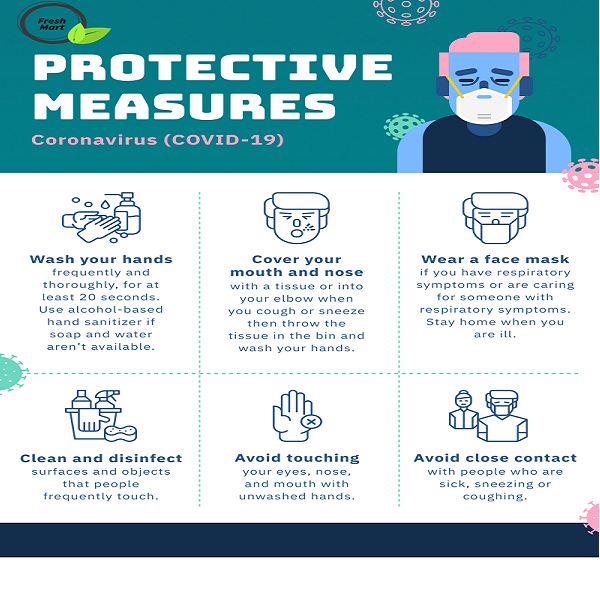 Fresh
Mart
PROTECTIVE
MEASURES
Coronavirus (COVID-19)
Wash your hands
frequently and
thoroughly, for at
least 20 seconds.
Use alcohol-based
hand sanitizer if
soap and water
aren't available.
Cover your
mouth and nose
with a tissue or into
your elbow when
you cough or sneeze
then throw the
tissue in the bin and
wash your hands.
Wear a face mask
if you have respiratory
symptoms or are caring
for someone with
respiratory symptoms.
Stay home when you
are ill.
Clean and disinfect
surfaces and objects
that people
frequently touch.
Avoid touching
your eyes, nose,
and mouth with
unwashed hands.
Avoid close contact
with people who are
sick, sneezing or
coughing.